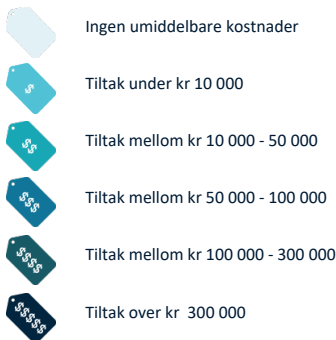 Ingen umiddelbare kostnader
$
Tiltak under kr 10 000
$$
Tiltak mellom kr 10 000 - 50 000
$$$
Tiltak mellom kr 50 000 - 100 000
$$$$
Tiltak mellom kr 100 000 - 300 000
$$$$$
Tiltak over kr  300 000